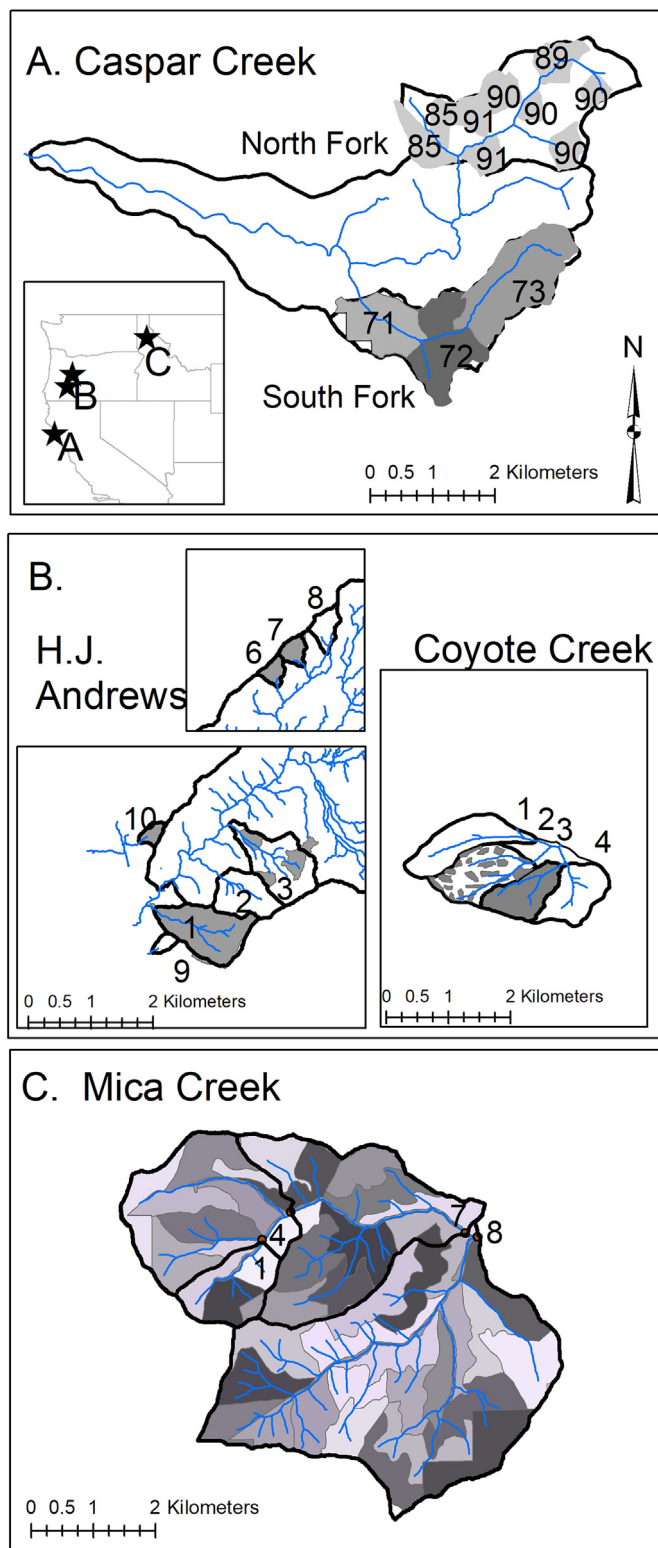 A. Caspar Creek
89
90
90
85
90
91
North Fork
85
91
90
73
71
72
A
B
C
N
South Fork
0 0.5 1 2 Kilometers
B.
H.J.
Andrews
8
7
6
Coyote Creek
10
3
2
1
9
0 0.5 1 2 Kilometers
1
2
3
4
0 0.5 1 2 Kilometers
C. Mica Creek
7
8
4
1
0 0.5 1 2 Kilometers